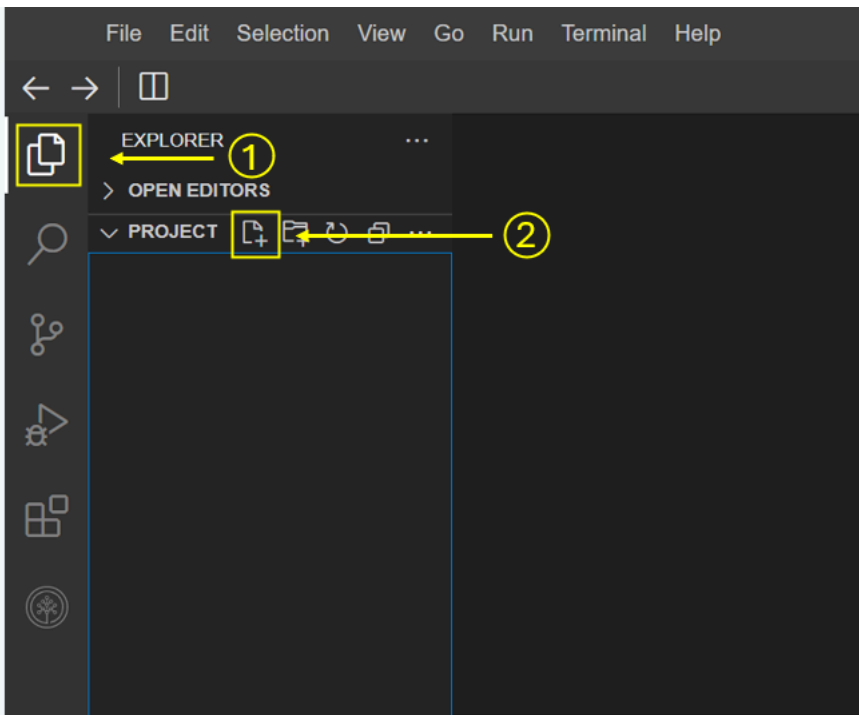 File Edit Selection View Go Run Terminal Help
EXPLORER
1
OPEN EDITORS
PROJECT
2